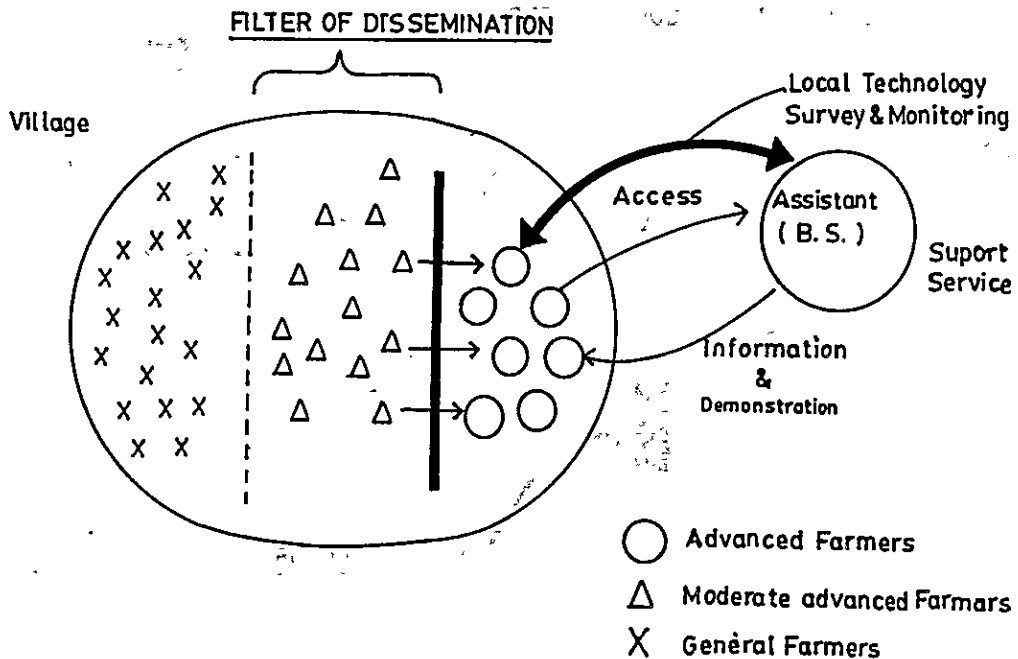 FILTER OF DISSEMINATION
Village
Local Technology
Survey & Monitoring
Access
Assistant
( B. S. )
Suport
Service
Information
&
Demonstration
Advanced Farmers
Moderate advanced Farmars
General Farmers